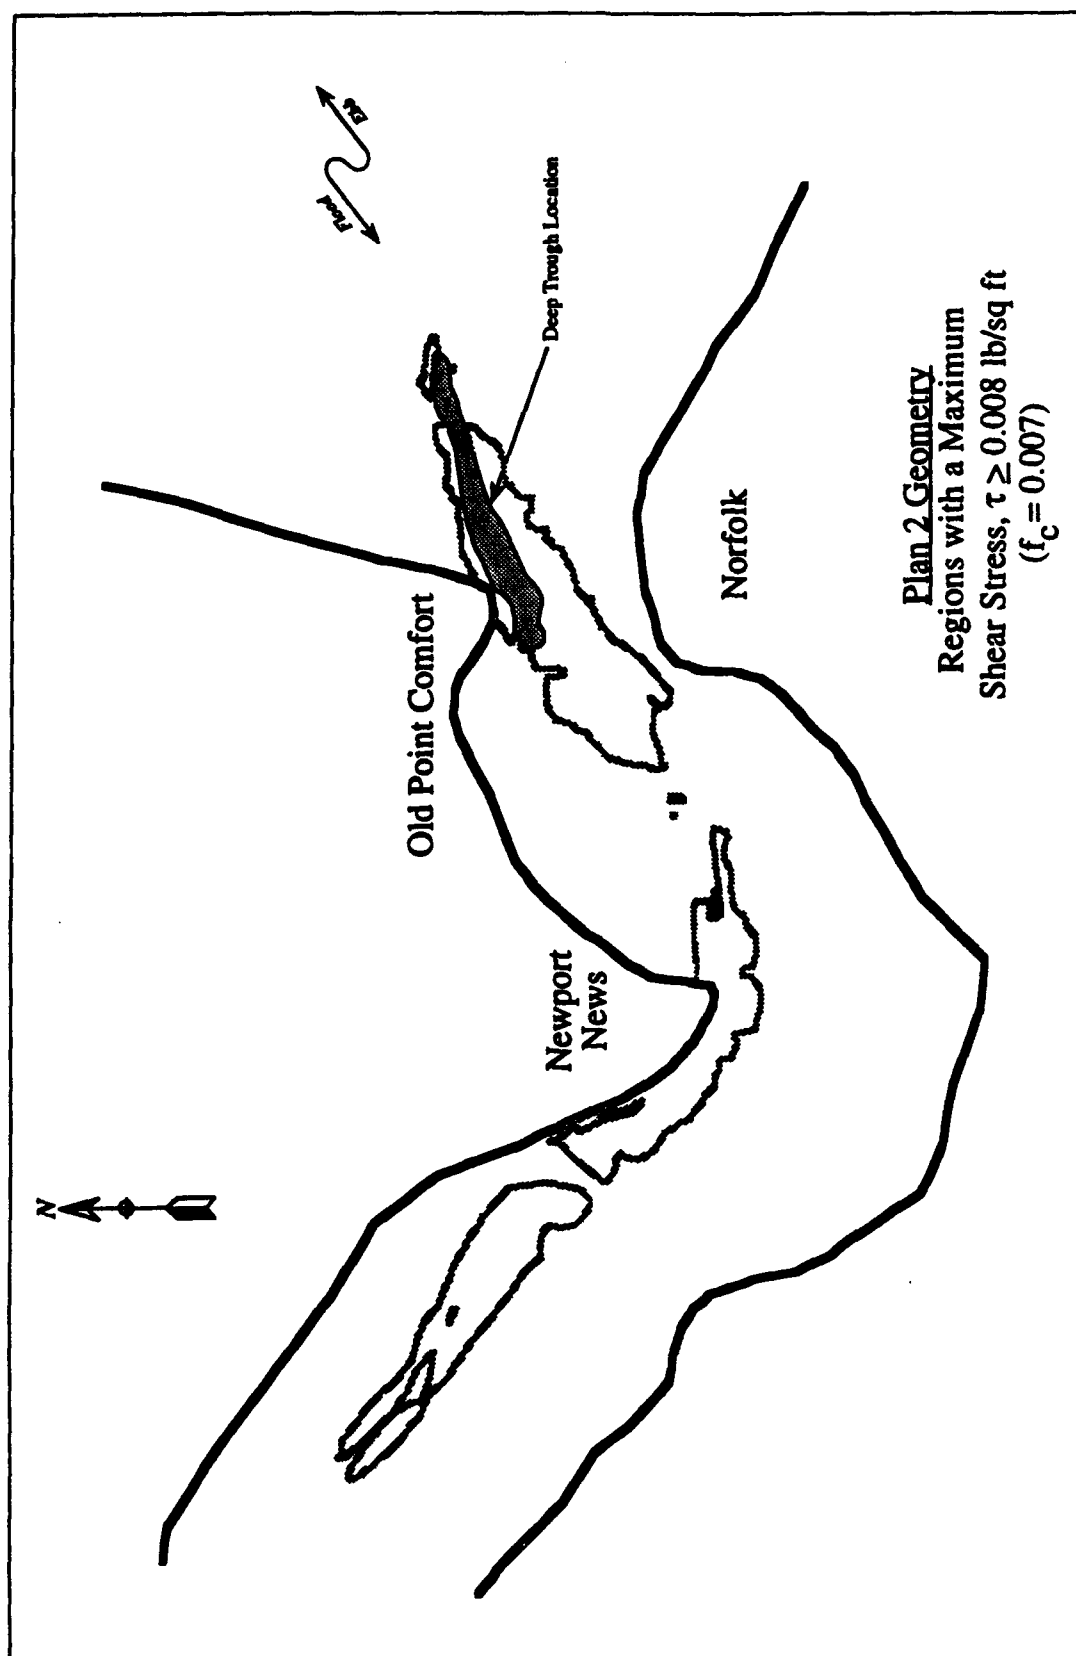 N
Flood
Ebb
Deep Trough Location
Old Point Comfort
Newport
News
Norfolk
Plan 2 Geometry
Regions with a Maximum
Shear Stress, τ ≥ 0.008 lb/sq ft
(f_c = 0.007)